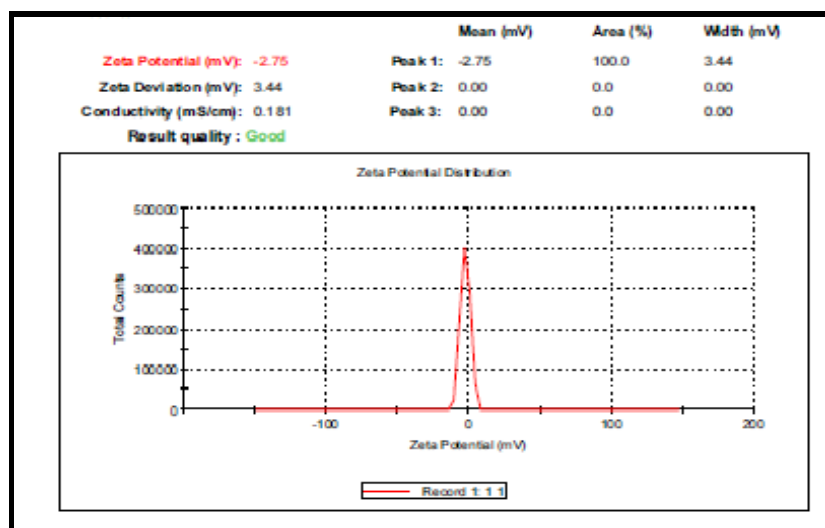 Mean (mV) Area (%) Width (mV)
Zeta Potential (mV): -2.75 Peak 1: -2.75 100.0 3.44
Zeta Deviation (mV): 3.44 Peak 2: 0.00 0.0 0.00
Conductivity (mS/cm): 0.181 Peak 3: 0.00 0.0 0.00
Result quality : Good
Zeta Potential Distribution
500000
400000
300000
200000
100000
0
Total Counts
-100 0 100 200
Zeta Potential (mV)
Record 1: 1 1